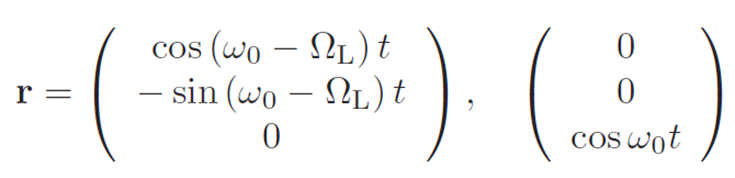 r = ( cos (ω₀ − Ω_L) t
− sin (ω₀ − Ω_L) t
0 ) , ( 0
0
cos ω₀t )